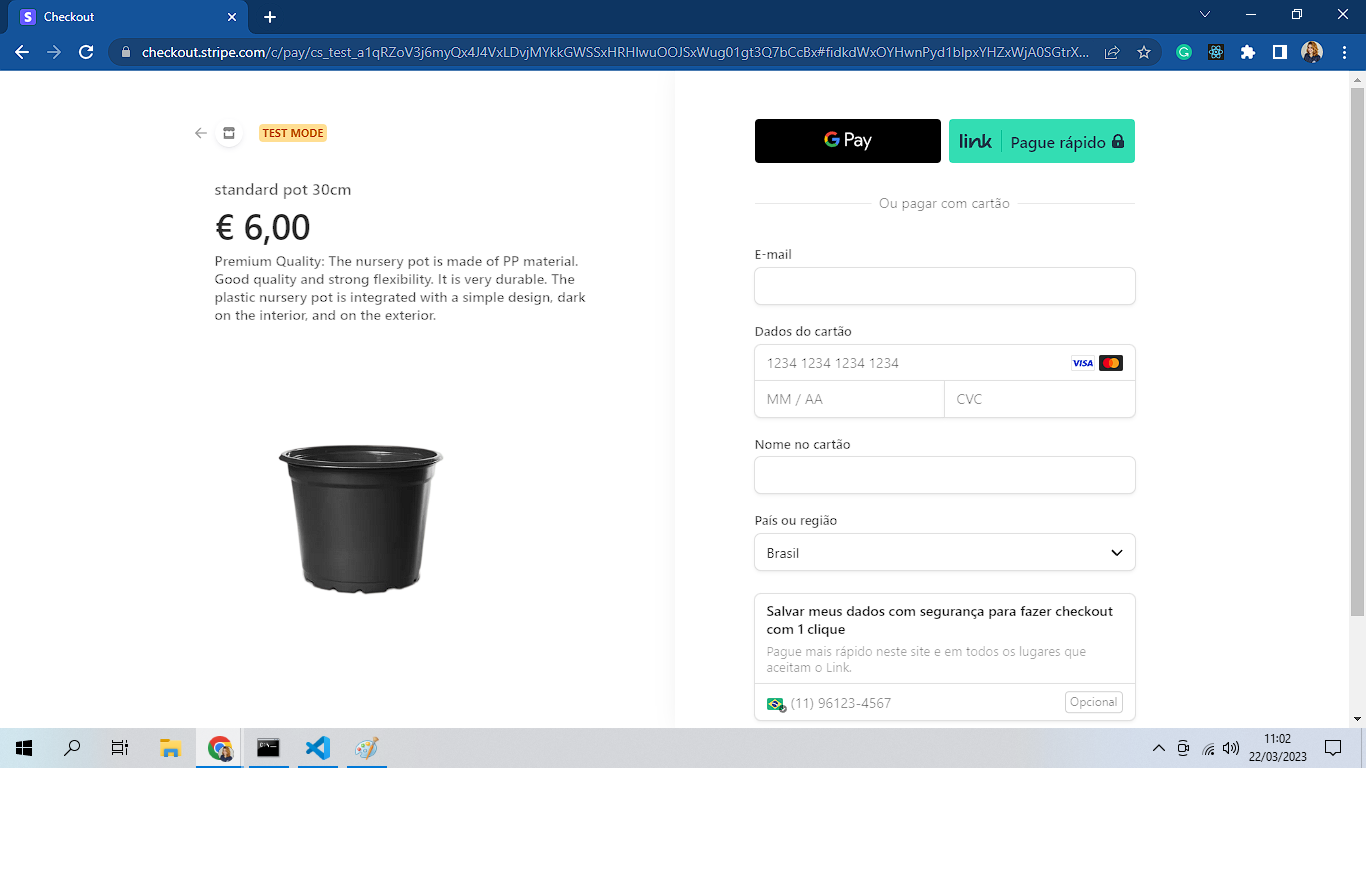 Checkout
checkout.stripe.com/c/pay/cs_test_a1qRZoV3j6myQx4J4VxLDvjMYkkGWSSxHRHlwuOOJSxWug01gt3Q7bCcBx#fidkdWxOYHwnPyd1blpxYHZxWjA0SGtrX...
TEST MODE
standard pot 30cm
€ 6,00
Premium Quality: The nursery pot is made of PP material.
Good quality and strong flexibility. It is very durable. The
plastic nursery pot is integrated with a simple design, dark
on the interior, and on the exterior.
G Pay
link Pague rápido
Ou pagar com cartão
E-mail
Dados do cartão
1234 1234 1234 1234 VISA
MM / AA CVC
Nome no cartão
País ou região
Brasil
Salvar meus dados com segurança para fazer checkout
com 1 clique
Pague mais rápido neste site e em todos os lugares que
aceitam o Link.
(11) 96123-4567 Opcional
11:02
22/03/2023